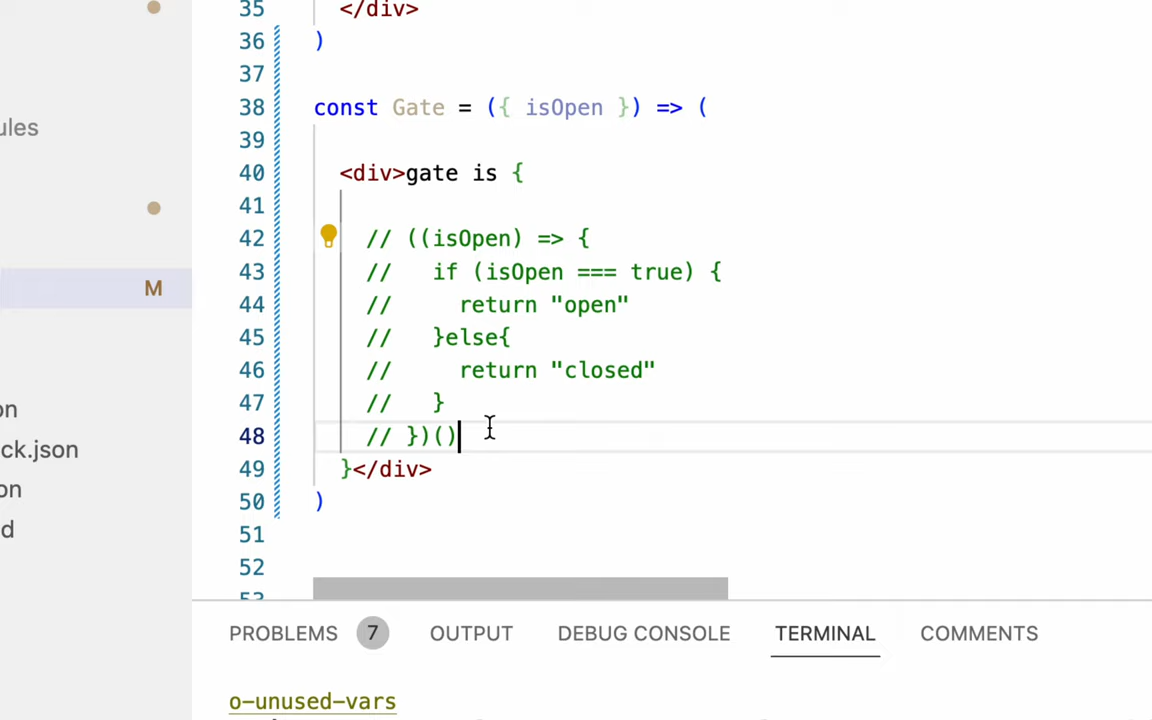 35 </div>
36 )
37
ules
38 const Gate = ({ isOpen }) => (
39
40 <div>gate is {
41
42 // ((isOpen) => {
43 //   if (isOpen === true) {
M
44 //     return "open"
45 //   }else{
46 //     return "closed"
47 //   }
on
48 // })()
ck.json
49 }</div>
on
50 )
d
51
52
53
PROBLEMS 7 OUTPUT DEBUG CONSOLE TERMINAL COMMENTS
o-unused-vars